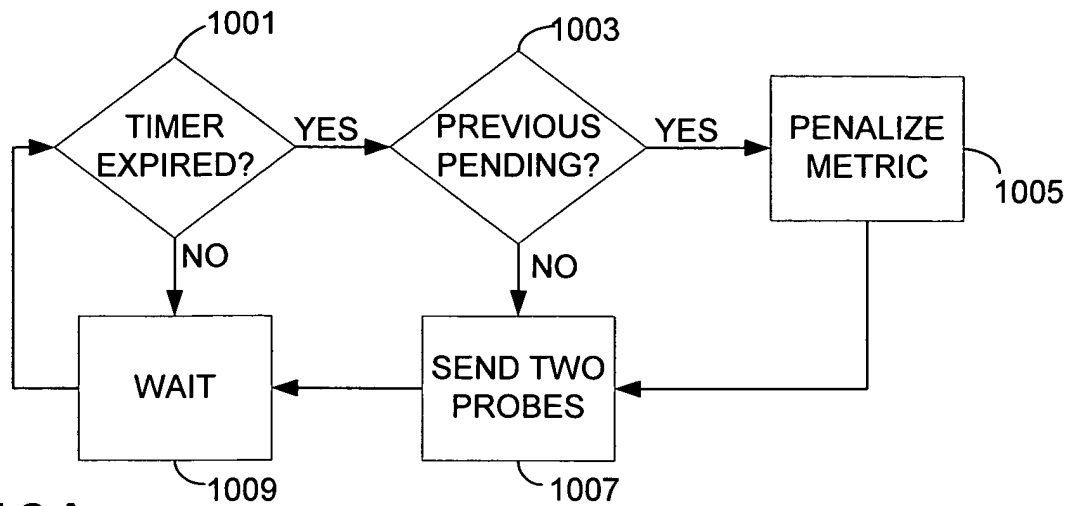 1001
1003
TIMER
EXPIRED?
YES
PREVIOUS
PENDING?
YES
PENALIZE
METRIC
1005
NO
NO
WAIT
SEND TWO
PROBES
1009
1007